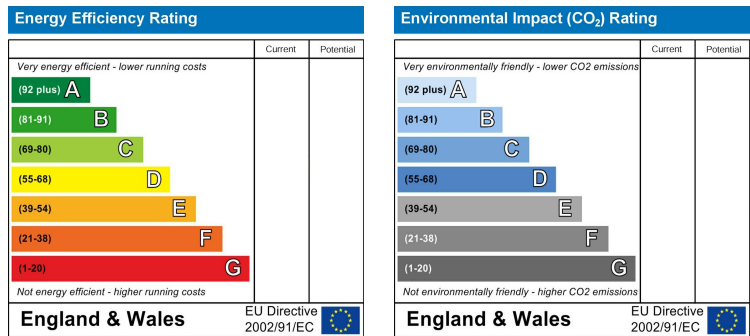 Energy Efficiency Rating
Current Potential
Very energy efficient - lower running costs
(92 plus) A
(81-91) B
(69-80) C
(55-68) D
(39-54) E
(21-38) F
(1-20) G
Not energy efficient - higher running costs
England & Wales
EU Directive
2002/91/EC
Environmental Impact (CO₂) Rating
Current Potential
Very environmentally friendly - lower CO2 emissions
(92 plus) A
(81-91) B
(69-80) C
(55-68) D
(39-54) E
(21-38) F
(1-20) G
Not environmentally friendly - higher CO2 emissions
England & Wales
EU Directive
2002/91/EC